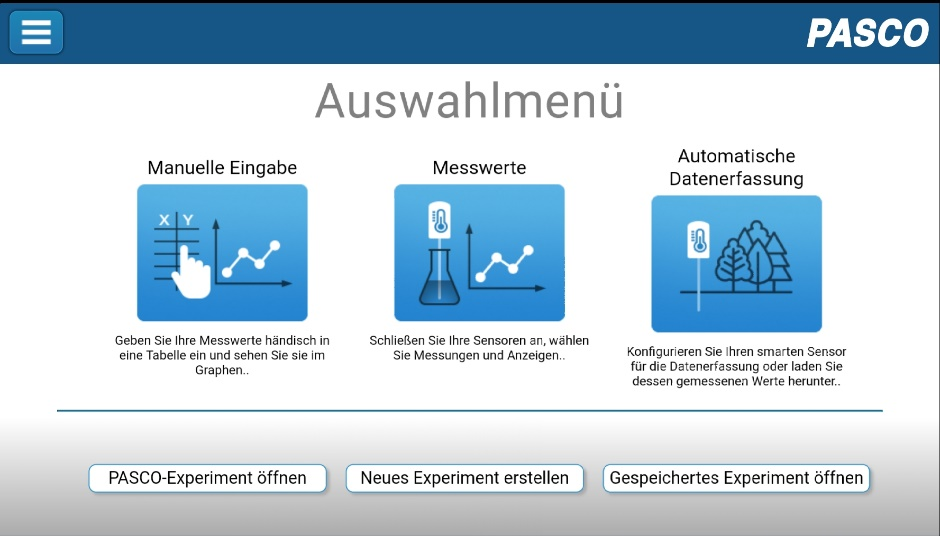 PASCO
Auswahlmenü
Manuelle Eingabe
X Y
Geben Sie Ihre Messwerte händisch in
eine Tabelle ein und sehen Sie sie im
Graphen..
Messwerte
Schließen Sie Ihre Sensoren an, wählen
Sie Messungen und Anzeigen..
Automatische
Datenerfassung
Konfigurieren Sie Ihren smarten Sensor
für die Datenerfassung oder laden Sie
dessen gemessenen Werte herunter..
PASCO-Experiment öffnen
Neues Experiment erstellen
Gespeichertes Experiment öffnen